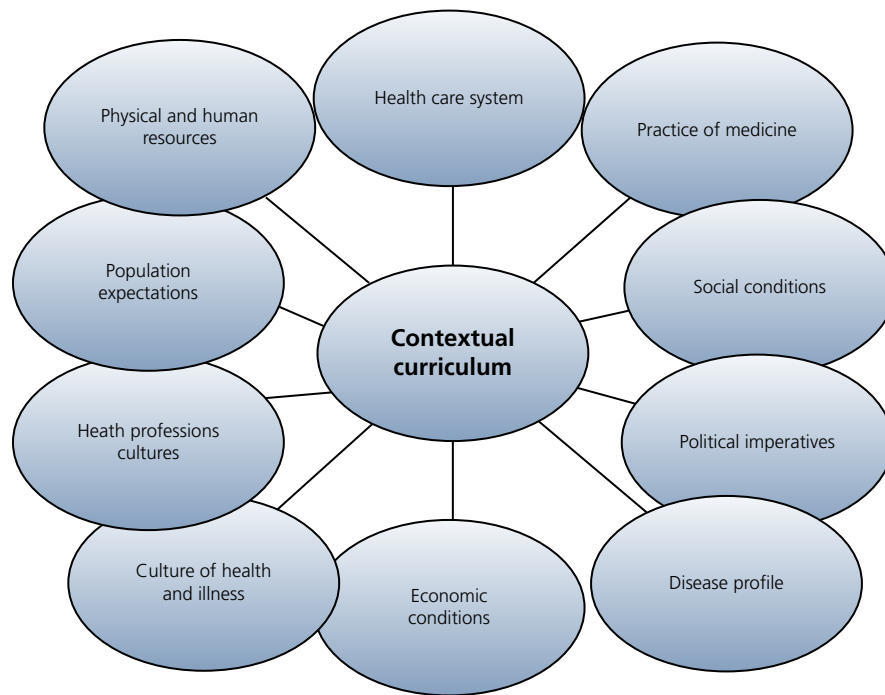 Health care system
Physical and human
resources
Practice of medicine
Population
expectations
Social conditions
Contextual
curriculum
Heath professions
cultures
Political imperatives
Culture of health
and illness
Economic
conditions
Disease profile